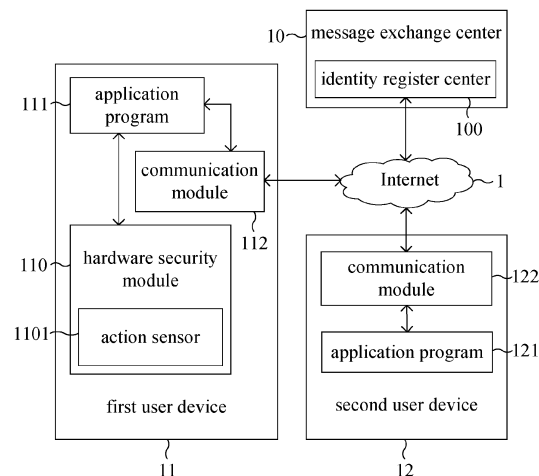 10
message exchange center
identity register center
100
111
application
program
communication
module
112
Internet
1
110
hardware security
module
1101
action sensor
first user device
11
communication
module
122
application program
121
second user device
12